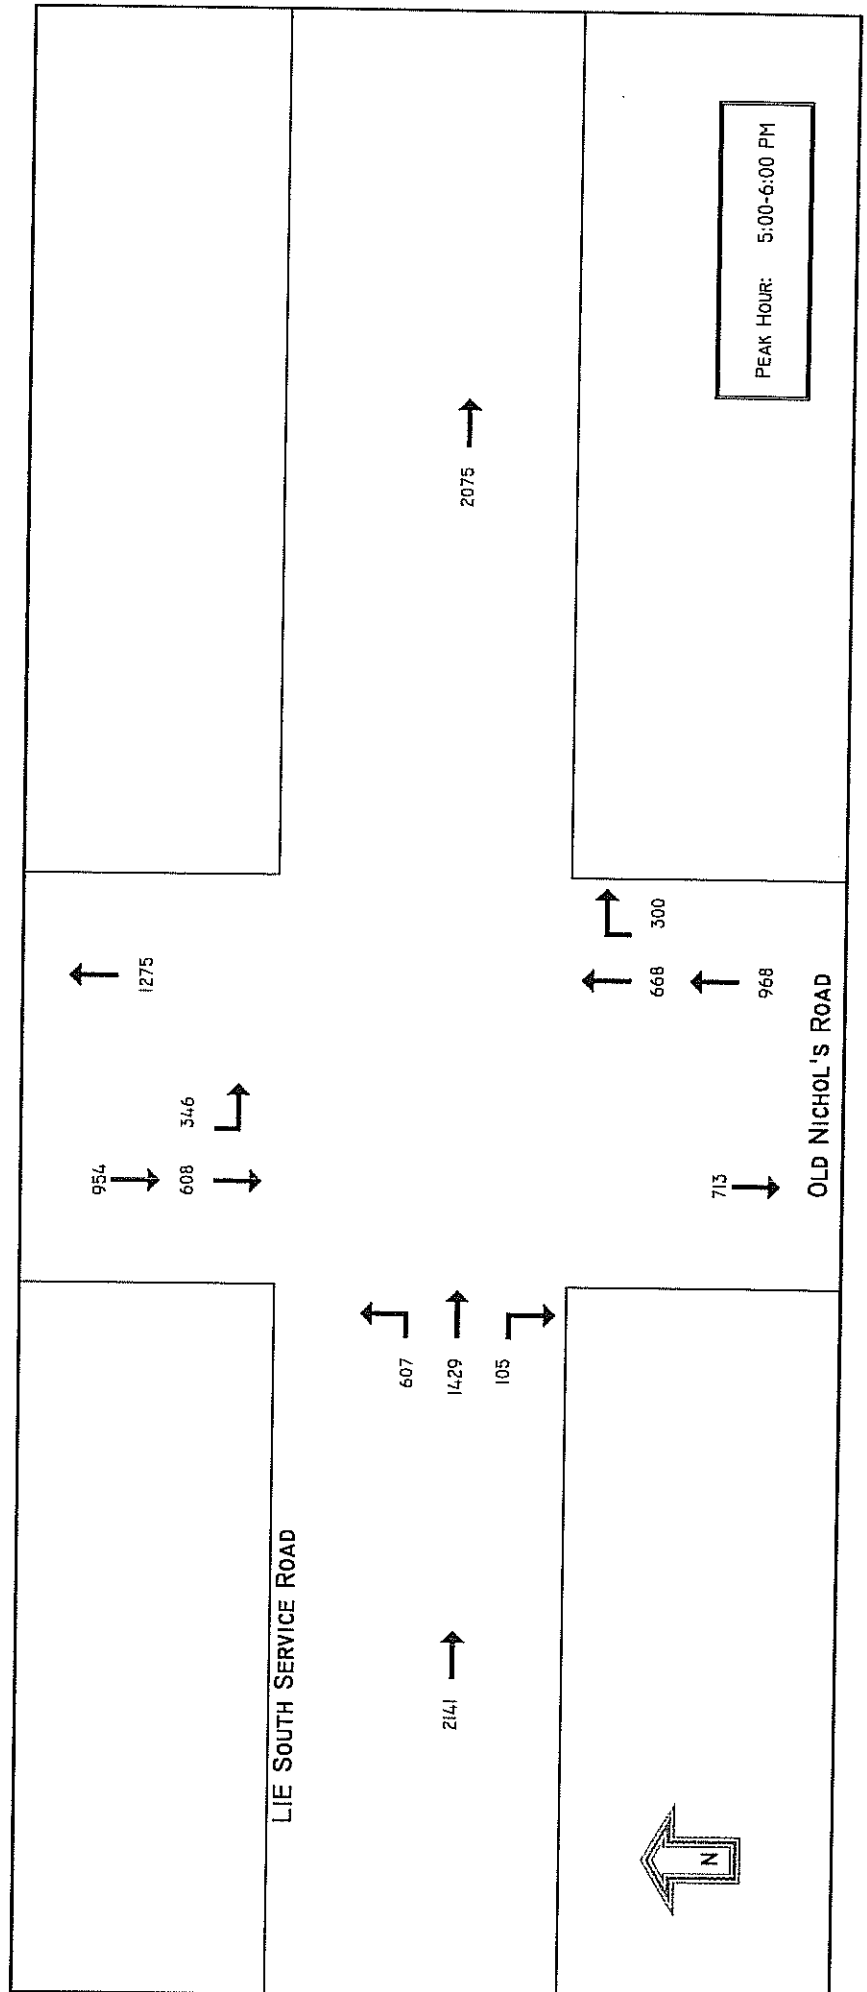 954
1275
608 346
LIE SOUTH SERVICE ROAD
607
2141 1429 2075
105
668 300
N 713 968
PEAK HOUR: 5:00-6:00 PM
OLD NICHOL'S ROAD